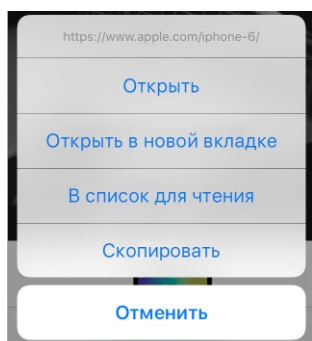 https://www.apple.com/iphone-6/
Открыть
Открыть в новой вкладке
В список для чтения
Скопировать
Отменить